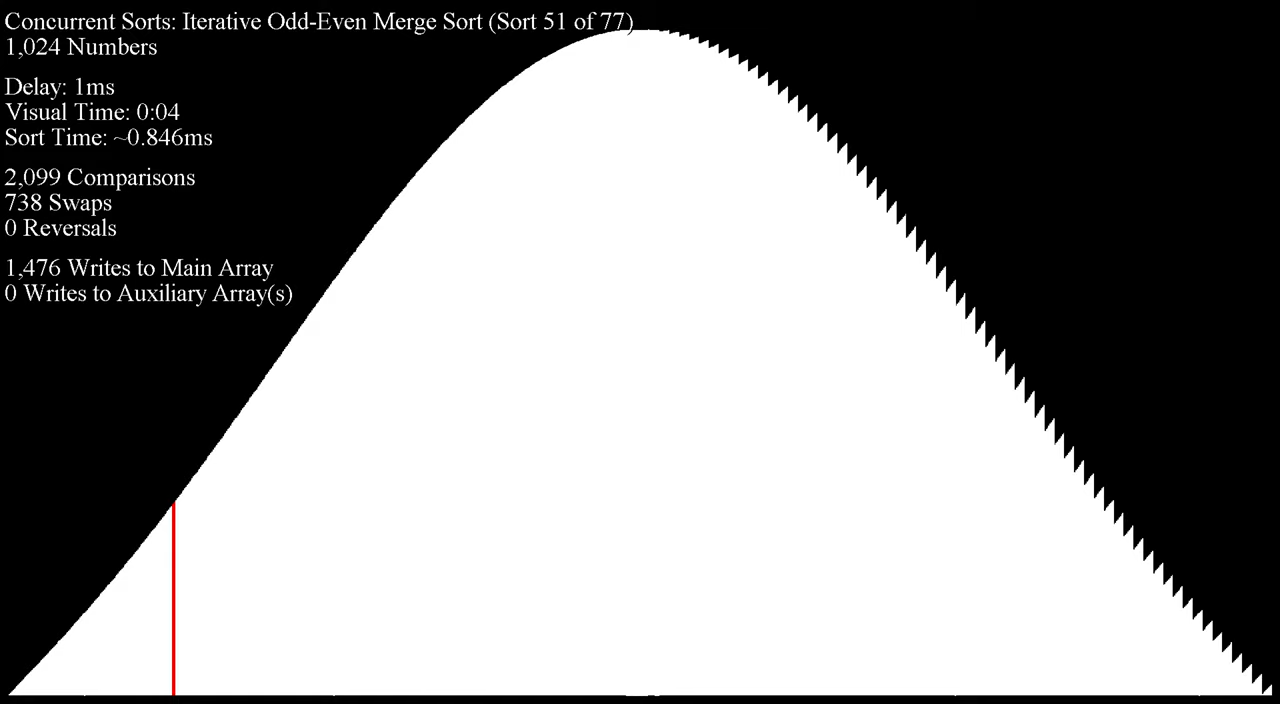 Concurrent Sorts: Iterative Odd-Even Merge Sort (Sort 51 of 77)
1,024 Numbers
Delay: 1ms
Visual Time: 0:04
Sort Time: ~0.846ms
2,099 Comparisons
738 Swaps
0 Reversals
1,476 Writes to Main Array
0 Writes to Auxiliary Array(s)